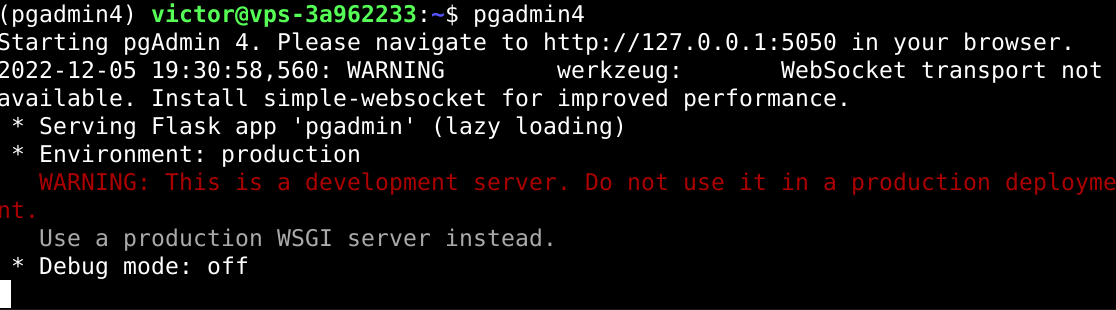 (pgadmin4) victor@vps-3a962233:~$ pgadmin4
Starting pgAdmin 4. Please navigate to http://127.0.0.1:5050 in your browser.
2022-12-05 19:30:58,560: WARNING        werkzeug:       WebSocket transport not
available. Install simple-websocket for improved performance.
 * Serving Flask app 'pgadmin' (lazy loading)
 * Environment: production
   WARNING: This is a development server. Do not use it in a production deployme
nt.
   Use a production WSGI server instead.
 * Debug mode: off